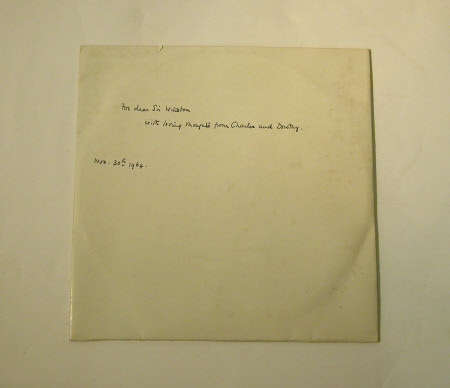 For dear Sir Winston
with loving thoughts from Charles and Dorothy.
Nov. 30th 1964.